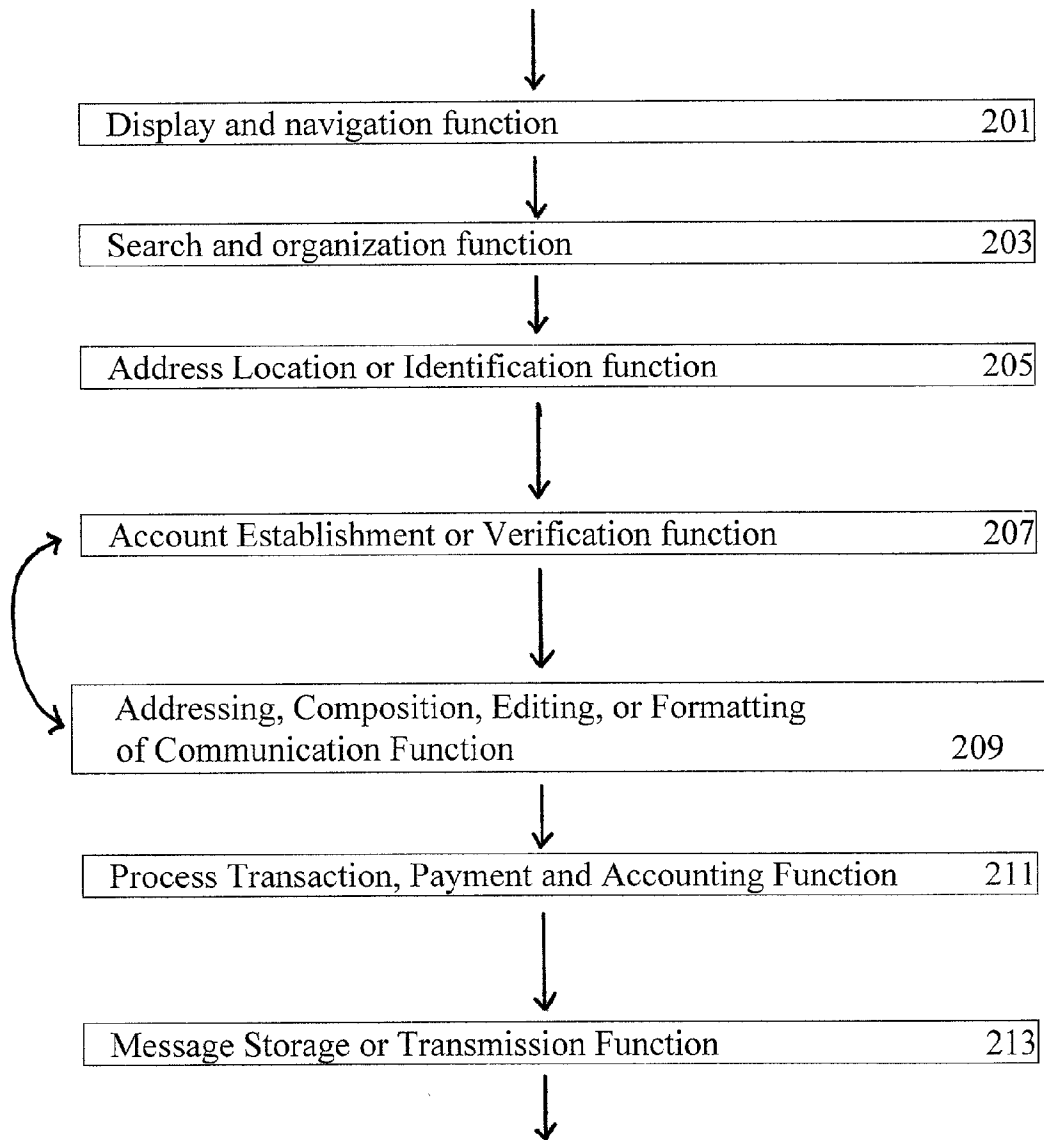 Display and navigation function 201
Search and organization function 203
Address Location or Identification function 205
Account Establishment or Verification function 207
Addressing, Composition, Editing, or Formatting
of Communication Function 209
Process Transaction, Payment and Accounting Function 211
Message Storage or Transmission Function 213